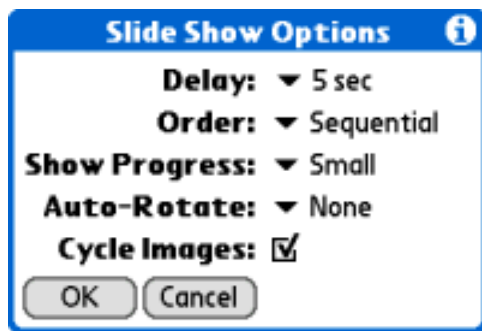 Slide Show Options i
Delay: 5 sec
Order: Sequential
Show Progress: Small
Auto-Rotate: None
Cycle Images:
OK Cancel